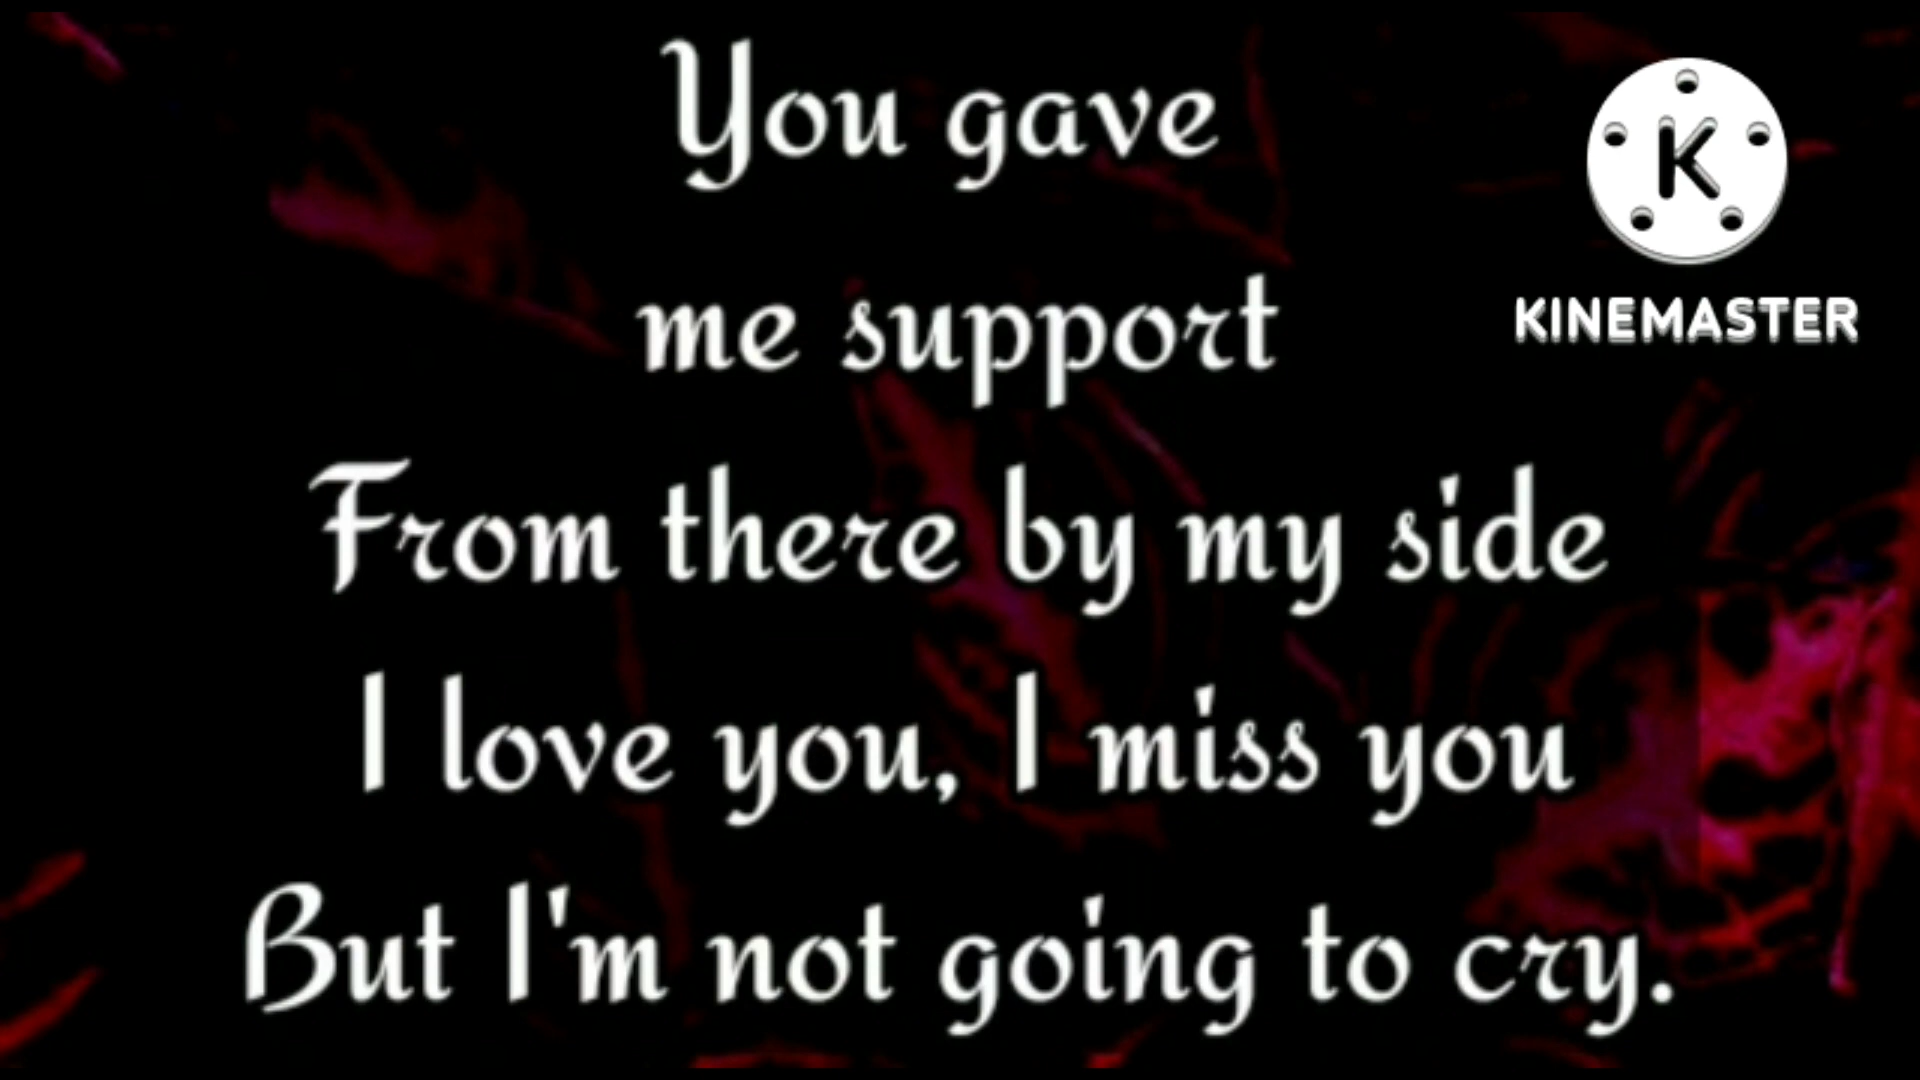 You gave
K
KINEMASTER
me support
From there by my side
I love you, I miss you
But I'm not going to cry.